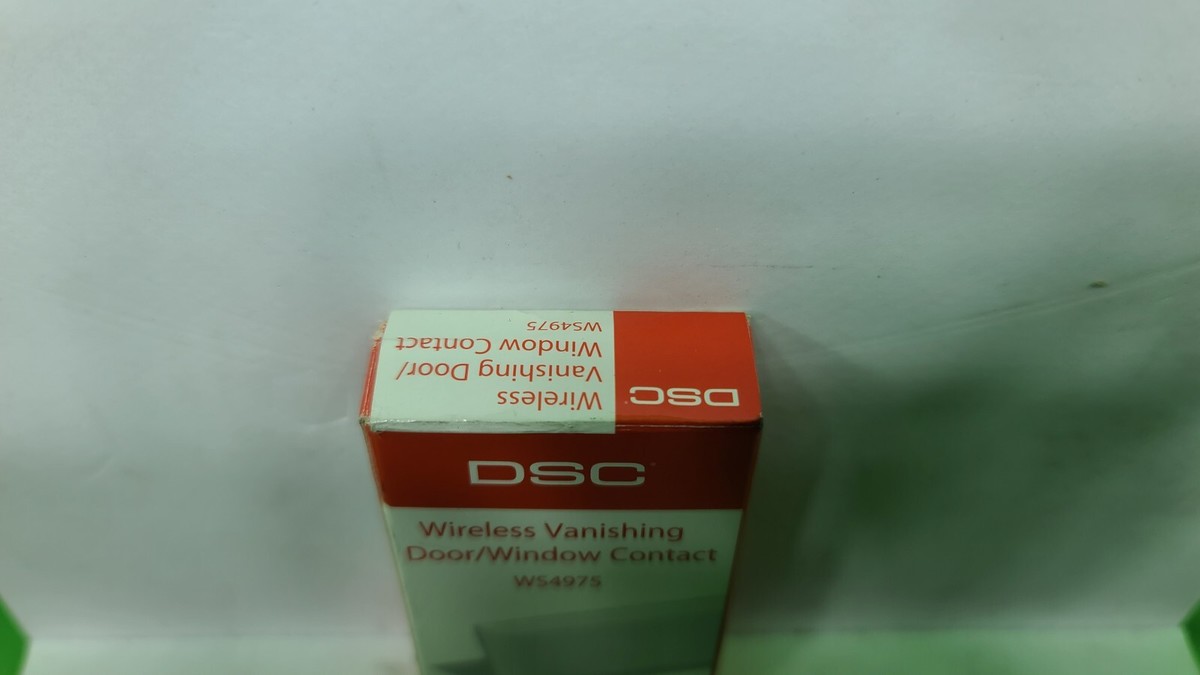 Wireless
Vanishing Door/
Window Contact
WS4975
DSC
DSC
Wireless Vanishing
Door/Window Contact
WS4975